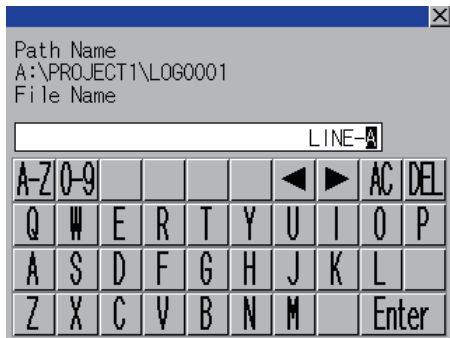 Path Name
A:\PROJECT1\LOG0001
File Name
LINE-A
A-Z 0-9 ◀ ▶ AC DEL
Q W E R T Y U I O P
A S D F G H J K L
Z X C V B N M Enter